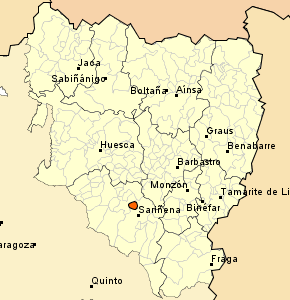 Jaca
Sabiñánigo
Boltaña
Aínsa
Graus
Huesca
Benabarre
Barbastro
Monzón
Tamarite de Li
Binéfar
Sariñena
aragoza
Fraga
Quinto